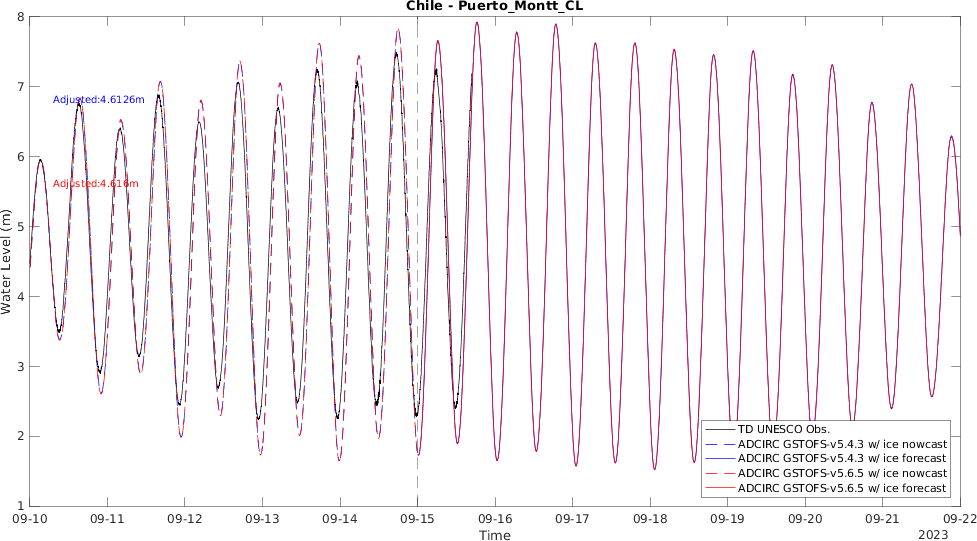 Chile - Puerto_Montt_CL
8
7
6
5
4
3
2
1
Water Level (m)
Adjusted:4.6126m
Adjusted:4.616m
TD UNESCO Obs.
ADCIRC GSTOFS-v5.4.3 w/ ice nowcast
ADCIRC GSTOFS-v5.4.3 w/ ice forecast
ADCIRC GSTOFS-v5.6.5 w/ ice nowcast
ADCIRC GSTOFS-v5.6.5 w/ ice forecast
09-10 09-11 09-12 09-13 09-14 09-15 09-16 09-17 09-18 09-19 09-20 09-21 09-22
Time
2023